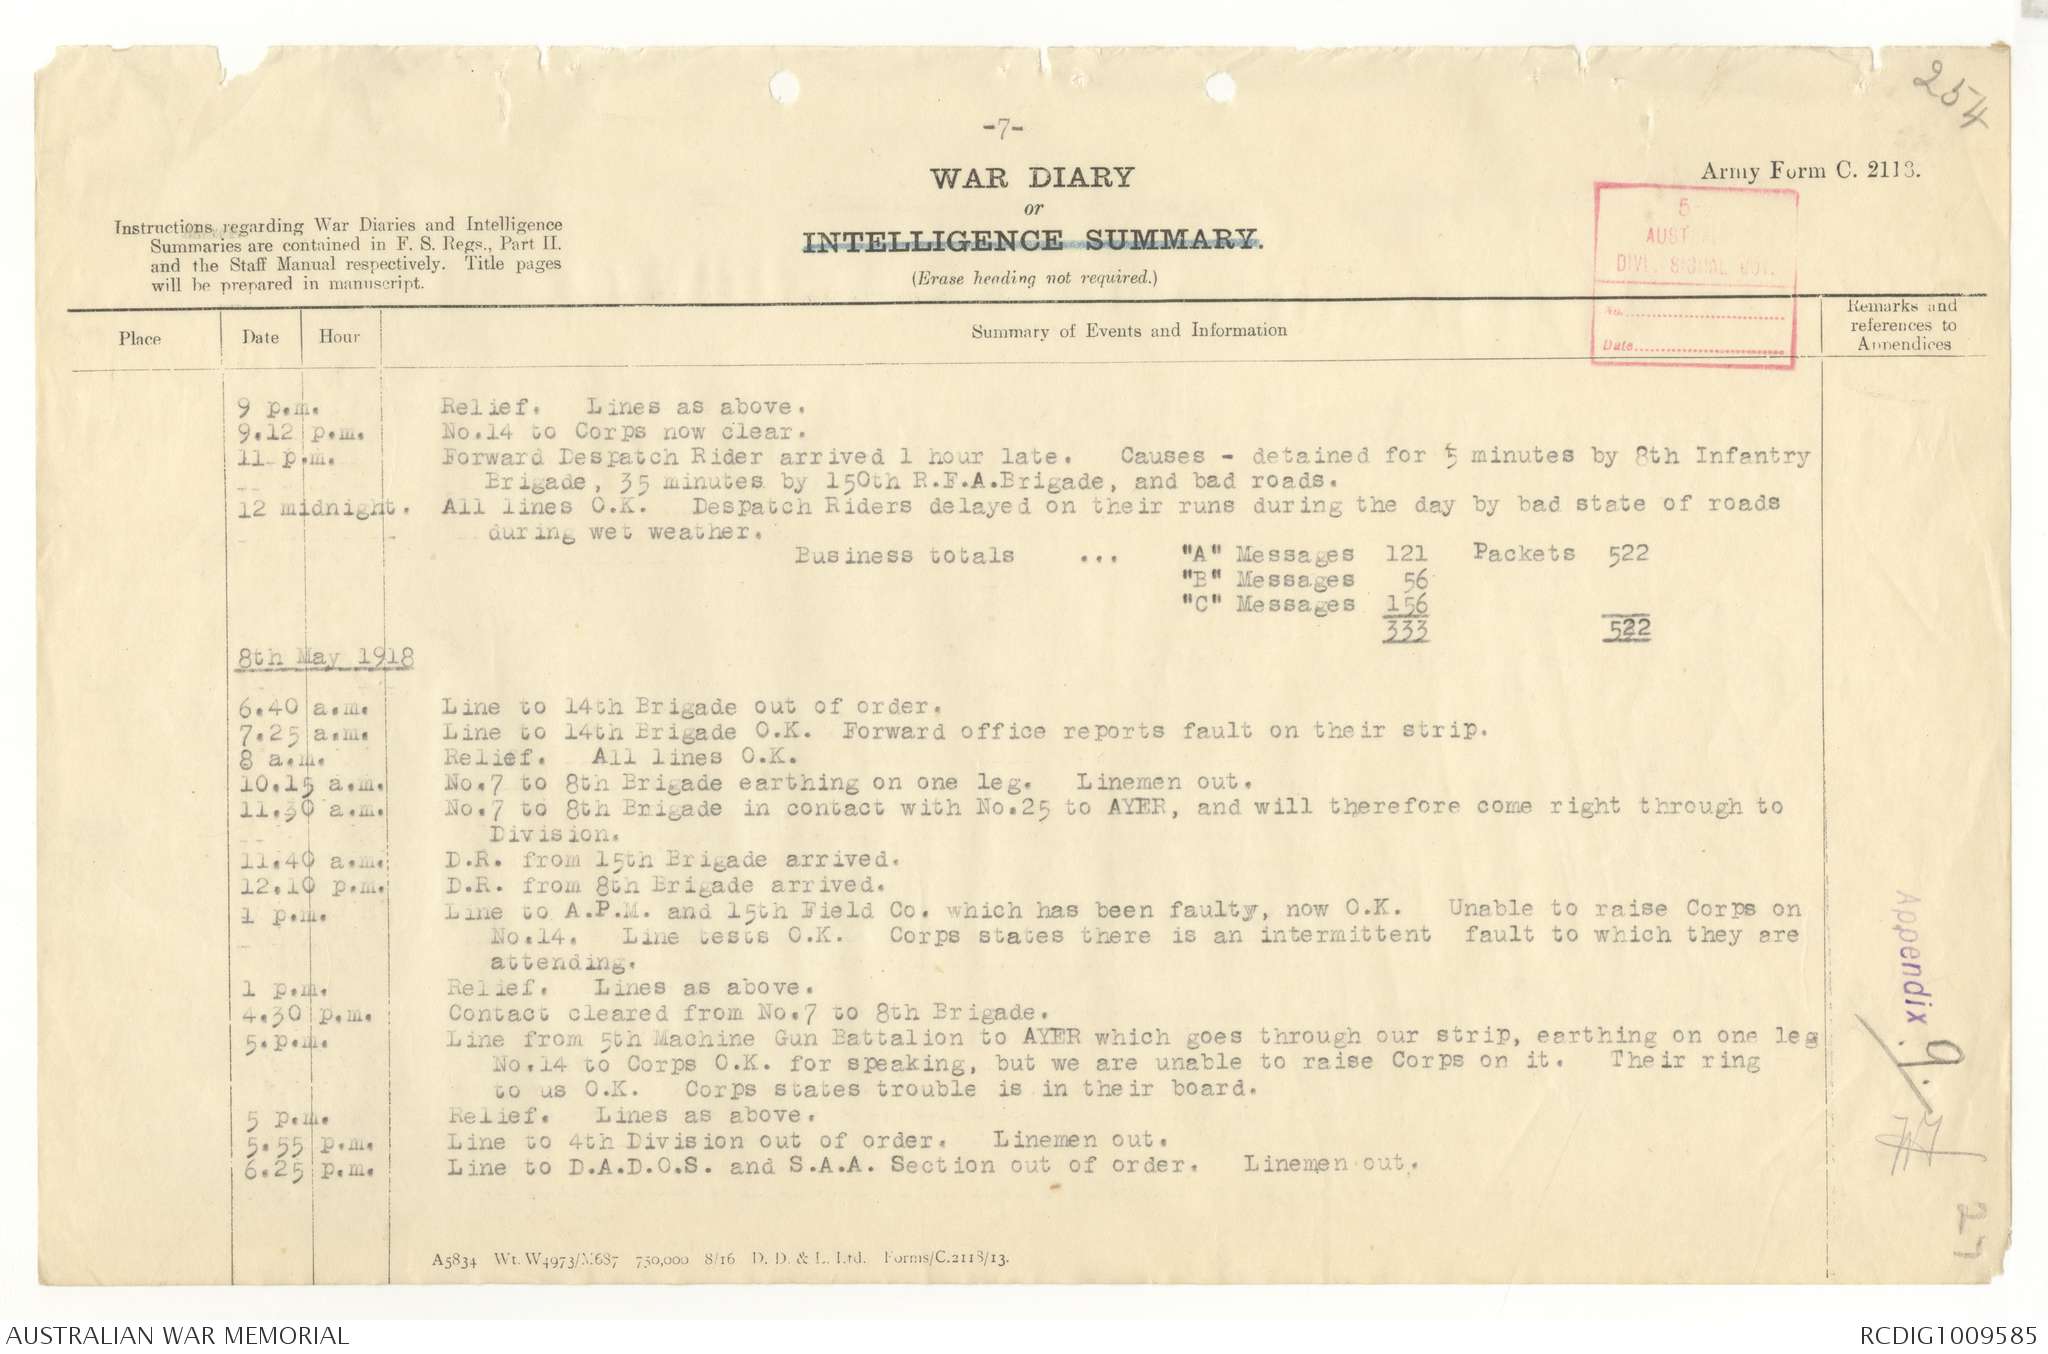 254
-7-
WAR DIARY
or
INTELLIGENCE SUMMARY.
(Erase heading not required.)
Army Form C. 2118.
Instructions regarding War Diaries and Intelligence
Summaries are contained in F. S. Regs., Part II.
and the Staff Manual respectively. Title pages
will be prepared in manuscript.
5
AUST
DIVL. SIGNAL COY.
No.
Date
Place Date Hour Summary of Events and Information Remarks and
references to
Appendices
9 p.m. Relief. Lines as above.
9.12 p.m. No.14 to Corps now clear.
11 p.m. Forward Despatch Rider arrived 1 hour late. Causes - detained for 5 minutes by 8th Infantry
Brigade, 35 minutes by 150th R.F.A.Brigade, and bad roads.
12 midnight. All lines O.K. Despatch Riders delayed on their runs during the day by bad state of roads
during wet weather.
Business totals ... "A" Messages 121 Packets 522
"B" Messages 56
"C" Messages 156
333 522
8th May 1918
6.40 a.m. Line to 14th Brigade out of order.
7.25 a.m. Line to 14th Brigade O.K. Forward office reports fault on their strip.
8 a.m. Relief. All lines O.K.
10.15 a.m. No.7 to 8th Brigade earthing on one leg. Linemen out.
11.30 a.m. No.7 to 8th Brigade in contact with No.25 to AYER, and will therefore come right through to
Division.
11.40 a.m. D.R. from 15th Brigade arrived.
12.10 p.m. D.R. from 8th Brigade arrived.
1 p.m. Line to A.P.M. and 15th Field Co. which has been faulty, now O.K. Unable to raise Corps on
No.14. Line tests O.K. Corps states there is an intermittent fault to which they are
attending.
1 p.m. Relief. Lines as above.
4.30 p.m. Contact cleared from No.7 to 8th Brigade.
5.p.m. Line from 5th Machine Gun Battalion to AYER which goes through our strip, earthing on one leg
No.14 to Corps O.K. for speaking, but we are unable to raise Corps on it. Their ring
to us O.K. Corps states trouble is in their board.
5 p.m. Relief. Lines as above.
5.55 p.m. Line to 4th Division out of order. Linemen out.
6.25 p.m. Line to D.A.D.O.S. and S.A.A. Section out of order. Linemen out.
Appendix. 9.
A5834 Wt. W4973/M687 750,000 8/16 D. D. & L. Ltd. Forms/C.2118/13.
AUSTRALIAN WAR MEMORIAL
RCDIG1009585